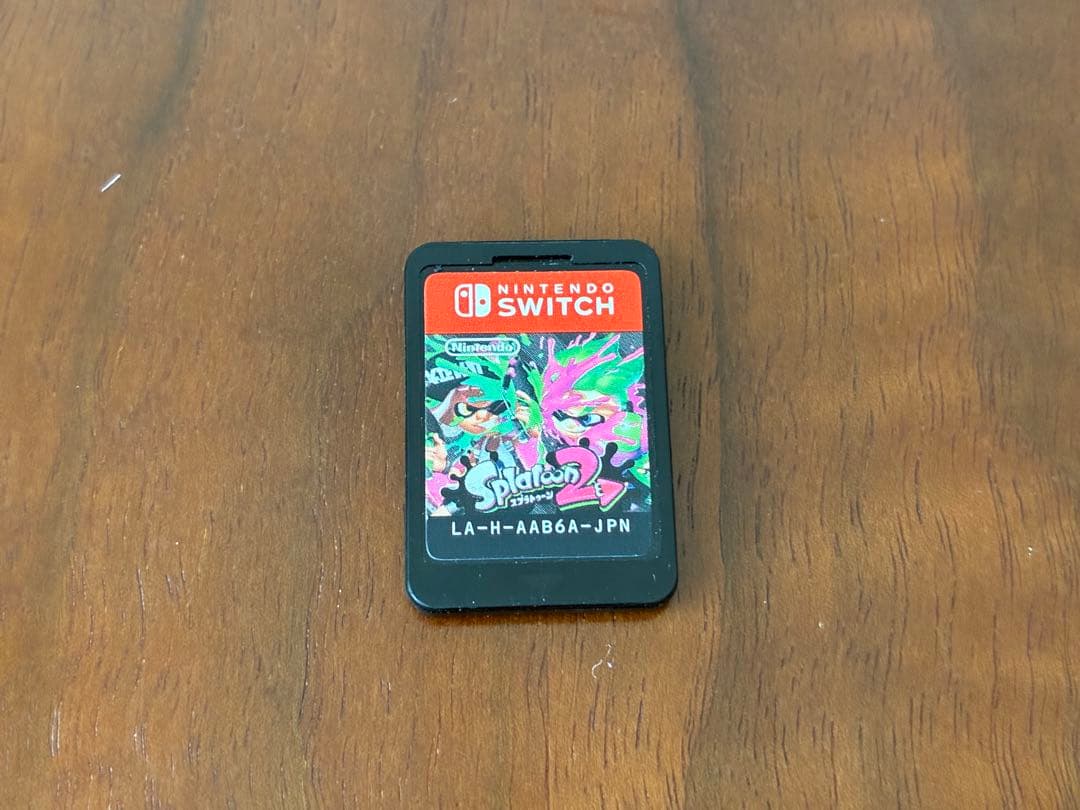 NINTENDO
SWITCH
Nintendo
Splatoon 2
スプラトゥーン
LA-H-AAB6A-JPN